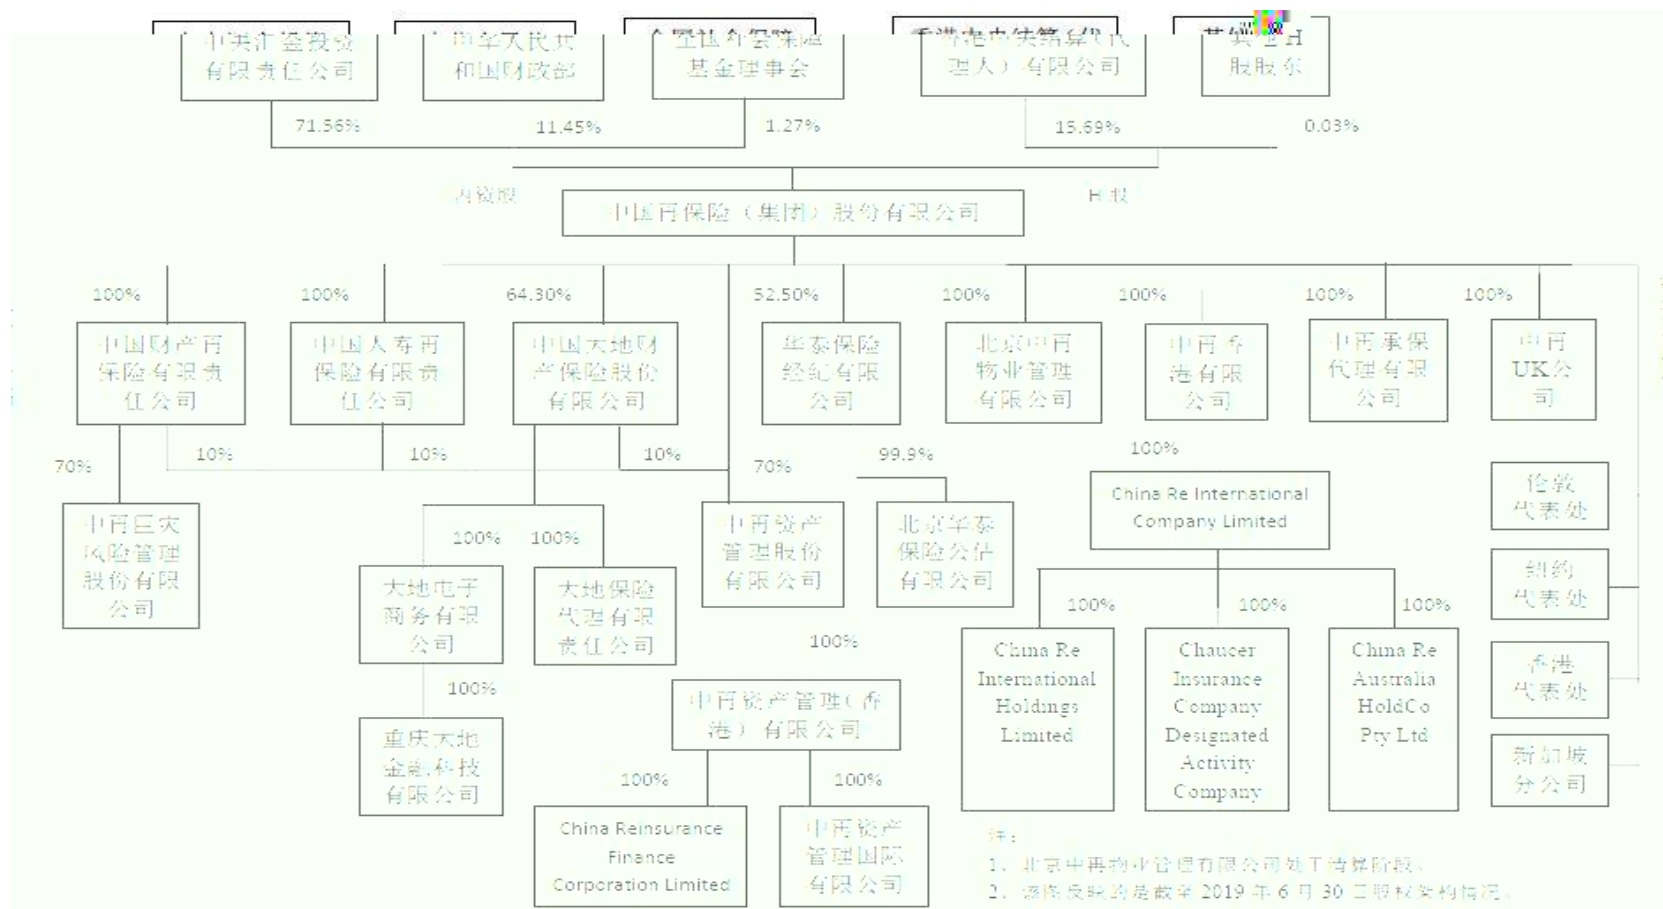 中央汇金投资
有限责任公司
中华人民共
和国财政部
全国社会保障
基金理事会
香港中央结算（代
理人）有限公司
其他H
股股东
71.56%
11.45%
1.27%
15.69%
0.03%
内资股
H股
中国再保险（集团）股份有限公司
100%
100%
64.30%
52.50%
100%
100%
100%
100%
中国财产再
保险有限责
任公司
中国人寿再
保险有限责
任公司
中国大地财
产保险股份
有限公司
华泰保险
经纪有限
公司
北京中再
物业管理
有限公司
中再香
港有限
公司
中再承保
代理有限
公司
中再
UK公
司
70%
10%
10%
10%
70%
99.9%
100%
中再巨灾
风险管理
股份有限
公司
100%
100%
大地电子
商务有限
公司
大地保险
代理有限
责任公司
中再资产
管理股份
有限公司
北京华泰
保险公估
有限公司
China Re International
Company Limited
伦敦
代表处
纽约
代表处
香港
代表处
新加坡
分公司
100%
100%
100%
100%
China Re
International
Holdings
Limited
Chaucer
Insurance
Company
Designated
Activity
Company
China Re
Australia
HoldCo
Pty Ltd
100%
重庆大地
金融科技
有限公司
中再资产管理（香
港）有限公司
100%
100%
China Reinsurance
Finance
Corporation Limited
中再资产
管理国际
有限公司
注：
1、北京中再物业管理有限公司处于清算阶段。
2、该图反映的是截至 2019 年 6 月 30 日股权架构情况。